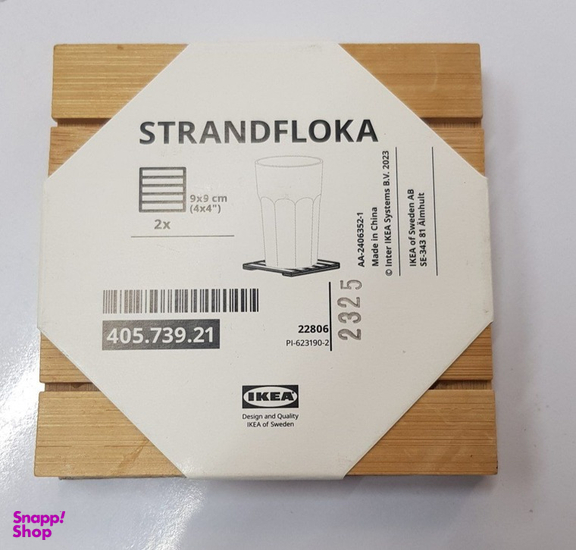 STRANDFLOKA
9x9 cm
(4x4")
2x
AA-2406352-1
Made in China
© Inter IKEA Systems B.V. 2023
IKEA of Sweden AB
SE-343 81 Älmhult
405.739.21
22806
PI-623190-2
2325
IKEA
Design and Quality
IKEA of Sweden
Snapp!
Shop